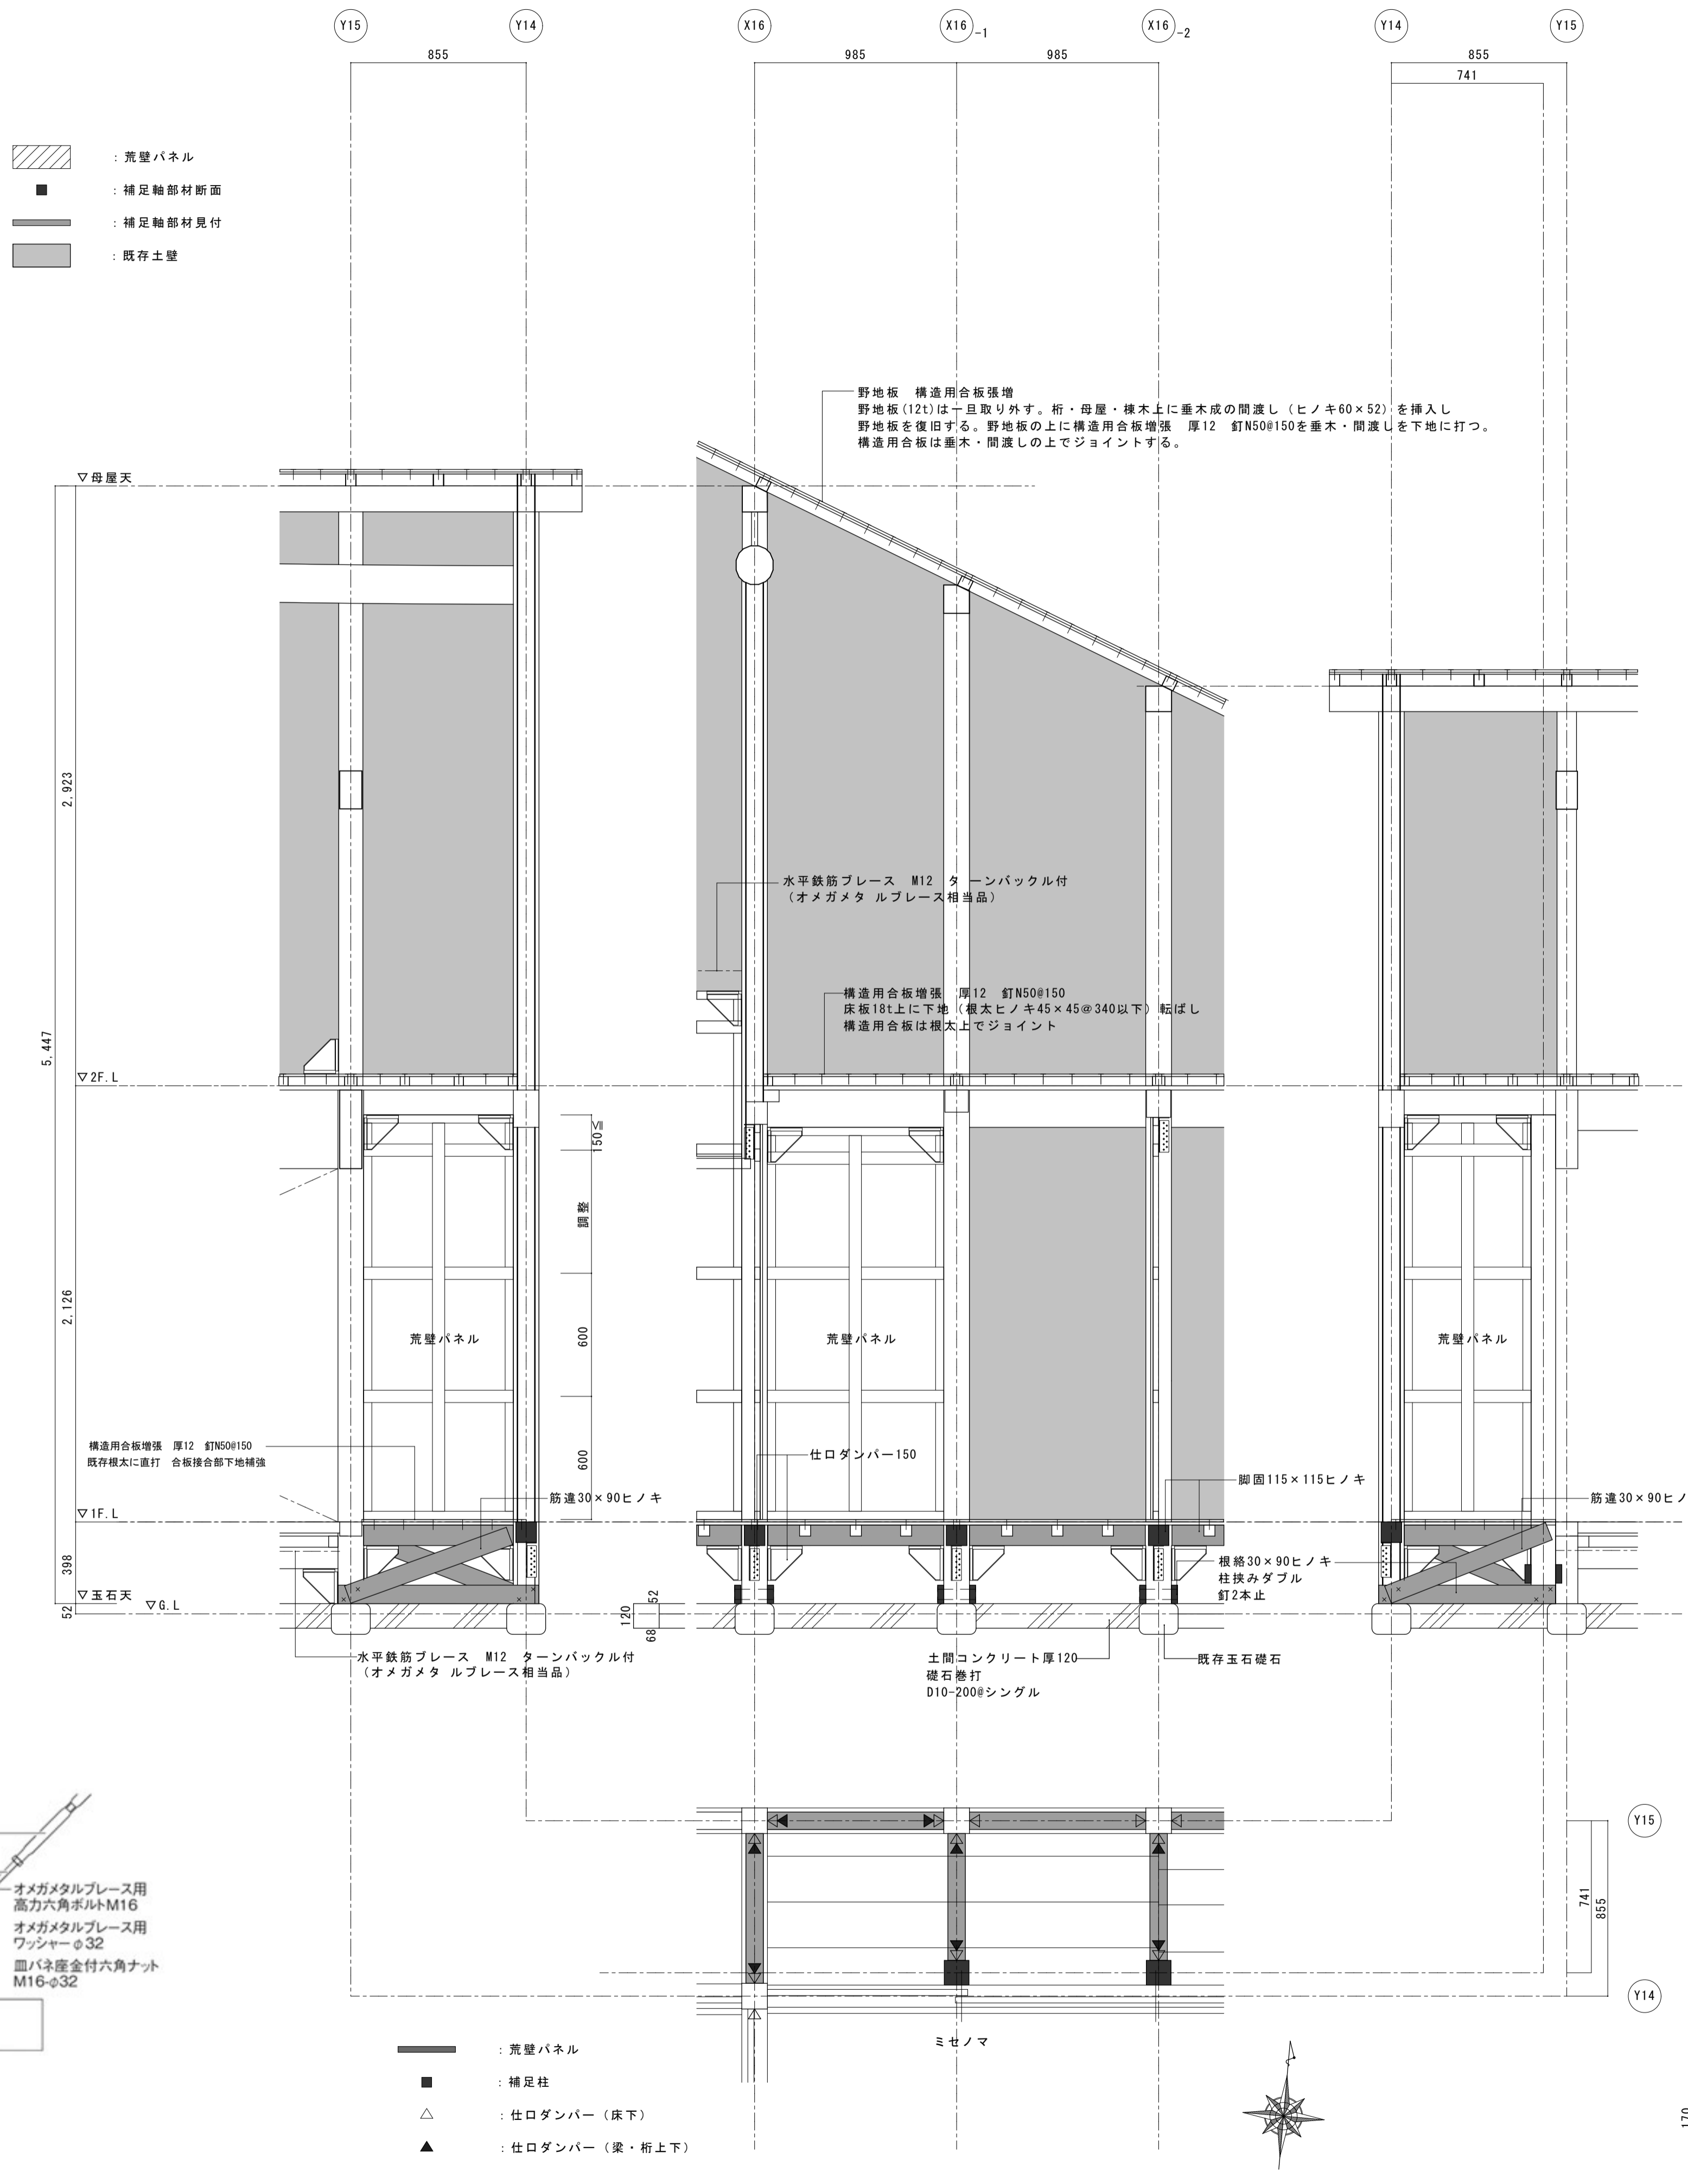 Y15
Y14
X16
X16-1
X16-2
Y14
Y15
855
985
985
855
741
：荒壁パネル
：補足軸部材断面
：補足軸部材見付
：既存土壁
野地板　構造用合板張増
野地板(12t)は一旦取り外す。桁・母屋・棟木上に垂木成の間渡し（ヒノキ60×52）を挿入し
野地板を復旧する。野地板の上に構造用合板増張　厚12　釘N50@150を垂木・間渡しを下地に打つ。
構造用合板は垂木・間渡しの上でジョイントする。
▽母屋天
2,923
水平鉄筋ブレース　M12　ターンバックル付
（オメガメタルブレース相当品）
構造用合板増張　厚12　釘N50@150
床板18t上に下地（根太ヒノキ45×45@340以下）転ばし
構造用合板は根太上でジョイント
5,447
▽2F.L
150≦
調整
2,126
600
荒壁パネル
荒壁パネル
荒壁パネル
構造用合板増張　厚12　釘N50@150
既存根太に直打　合板接合部下地補強
600
仕口ダンパー150
脚固115×115ヒノキ
筋違30×90ヒノキ
筋違30×90ヒノ
▽1F.L
398
根絡30×90ヒノキ
柱挟みダブル
釘2本止
▽玉石天
▽G.L
52
120
52
68
水平鉄筋ブレース　M12　ターンバックル付
（オメガメタルブレース相当品）
土間コンクリート厚120
礎石巻打
D10-200@シングル
既存玉石礎石
Y15
741
855
Y14
オメガメタルブレース用
高力六角ボルトM16
オメガメタルブレース用
ワッシャーφ32
皿バネ座金付六角ナット
M16-φ32
ミセノマ
：荒壁パネル
：補足柱
：仕口ダンパー（床下）
：仕口ダンパー（梁・桁上下）
170